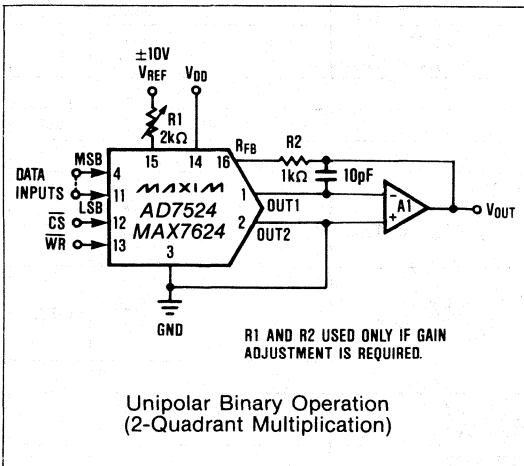 ±10V
VREF
VDD
R1
2kΩ
RFB
R2
1kΩ
10pF
MSB
DATA
INPUTS
LSB
CS
WR
4
11
12
13
15
14
16
1
2
3
MAXIM
AD7524
MAX7624
OUT1
OUT2
-
+
A1
VOUT
GND
R1 AND R2 USED ONLY IF GAIN
ADJUSTMENT IS REQUIRED.
Unipolar Binary Operation
(2-Quadrant Multiplication)